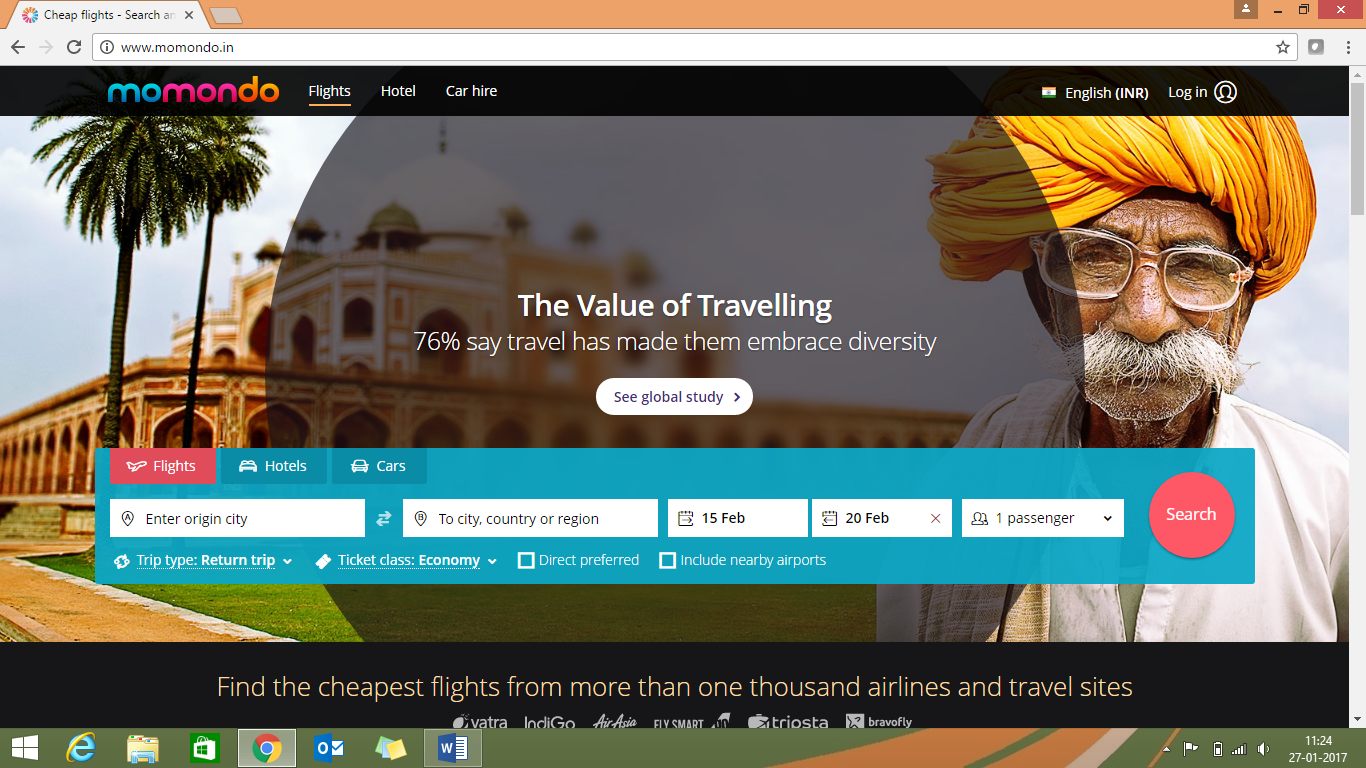 Cheap flights - Search an
www.momondo.in
momondo
Flights
Hotel
Car hire
English (INR)
Log in
The Value of Travelling
76% say travel has made them embrace diversity
See global study
Flights
Hotels
Cars
A Enter origin city
B To city, country or region
15 Feb
20 Feb
1 passenger
Search
Trip type: Return trip
Ticket class: Economy
Direct preferred
Include nearby airports
Find the cheapest flights from more than one thousand airlines and travel sites
yatra
IndiGo
AirAsia
FLY SMART
triposta
bravofly
11:24
27-01-2017